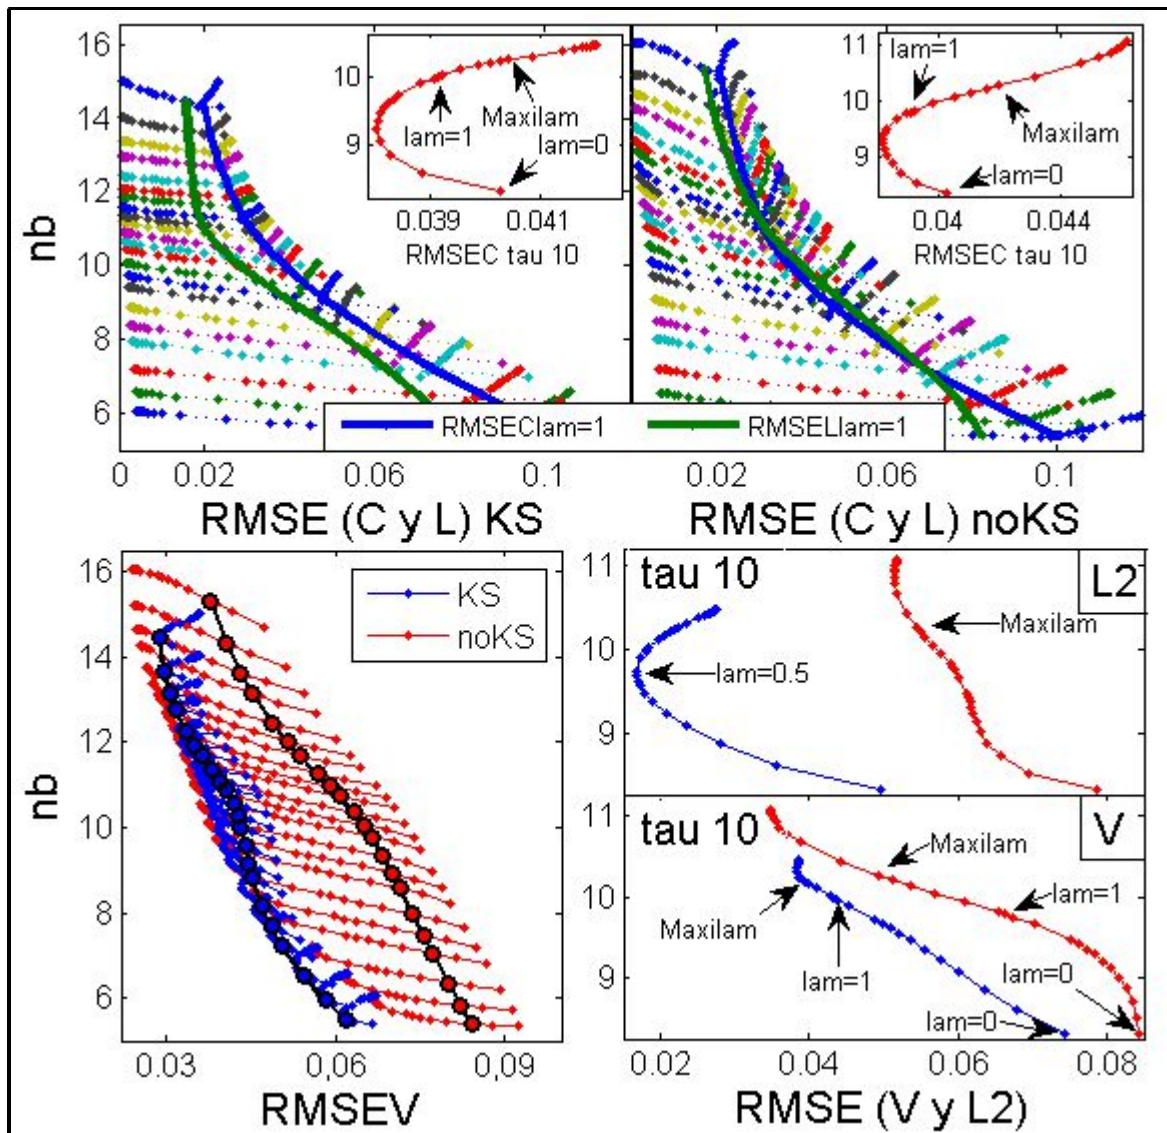 16
14
12
10
8
6
nb
10
9
lam=1
Maxilam
lam=0
0.039
0.041
RMSEC tau 10
11
10
9
lam=1
Maxilam
lam=0
0.04
0.044
RMSEC tau 10
RMSEClam=1
RMSELlam=1
0
0.02
0.06
0.1
RMSE (C y L) KS
0.02
0.06
0.1
RMSE (C y L) noKS
16
14
12
10
8
6
nb
KS
noKS
0.03
0.06
0,09
RMSEV
11
10
9
tau 10
L2
Maxilam
lam=0.5
11
10
9
tau 10
V
Maxilam
lam=1
Maxilam
lam=1
lam=0
lam=0
0.02
0.04
0.06
0.08
RMSE (V y L2)